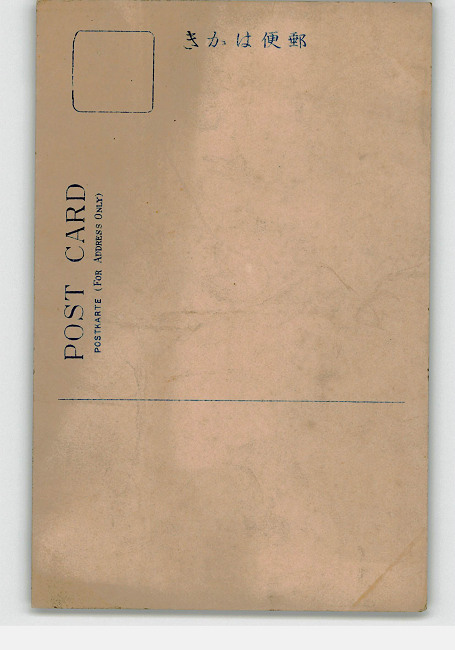 郵便はかき
POST CARD
POSTKARTE (FOR ADDRESS ONLY)